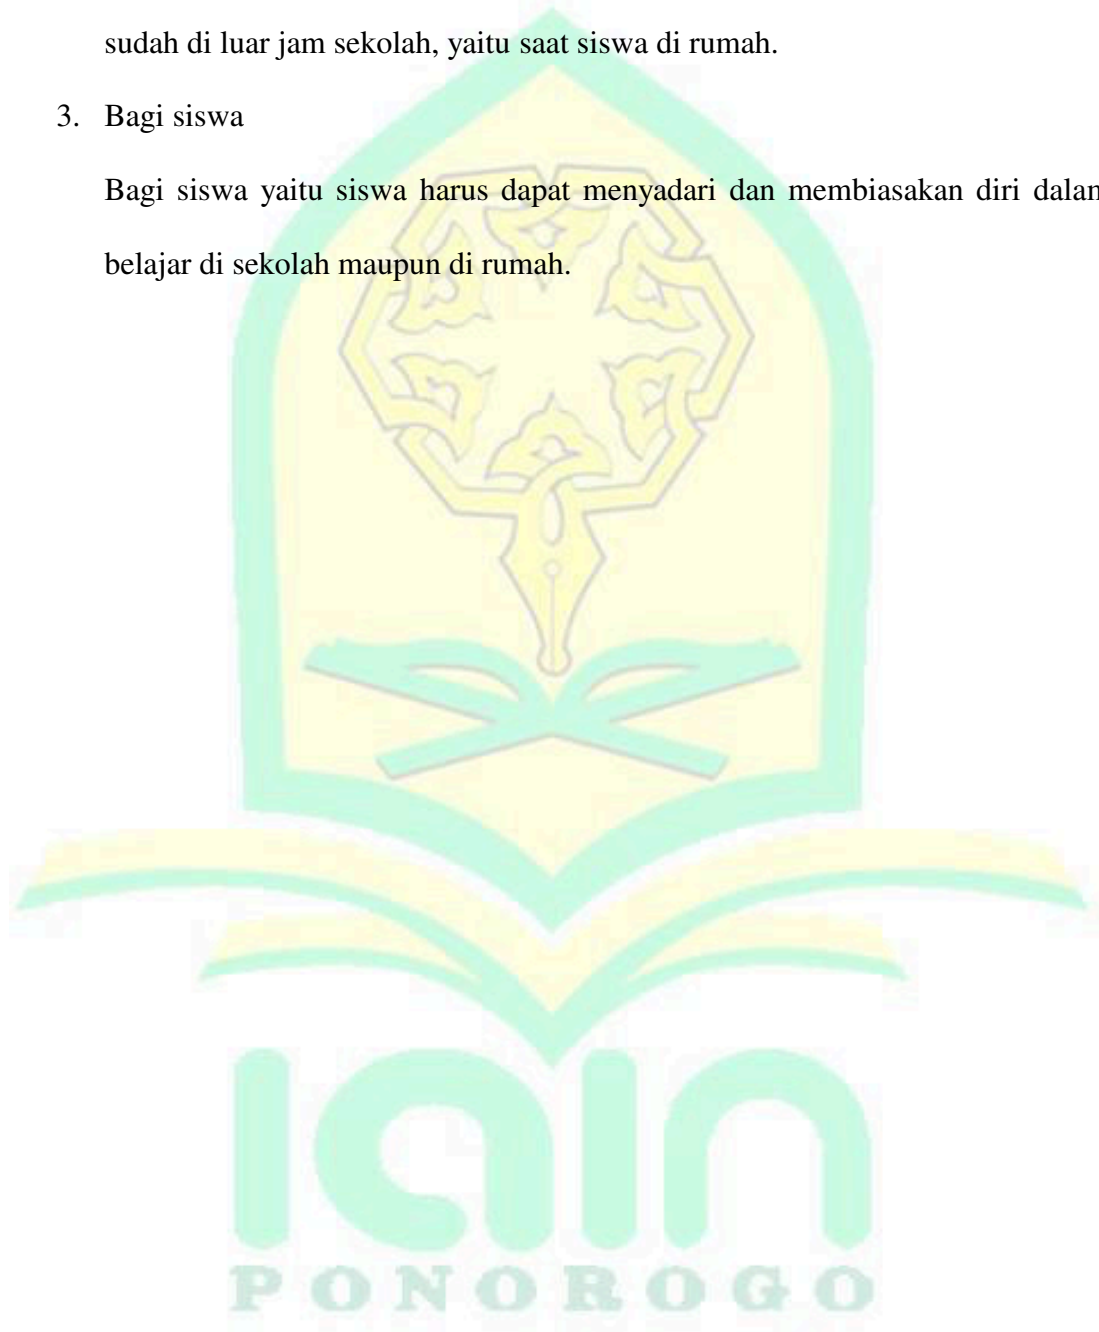 sudah di luar jam sekolah, yaitu saat siswa di rumah.
3. Bagi siswa
Bagi siswa yaitu siswa harus dapat menyadari dan membiasakan diri dalam
belajar di sekolah maupun di rumah.
iain
PONOROGO